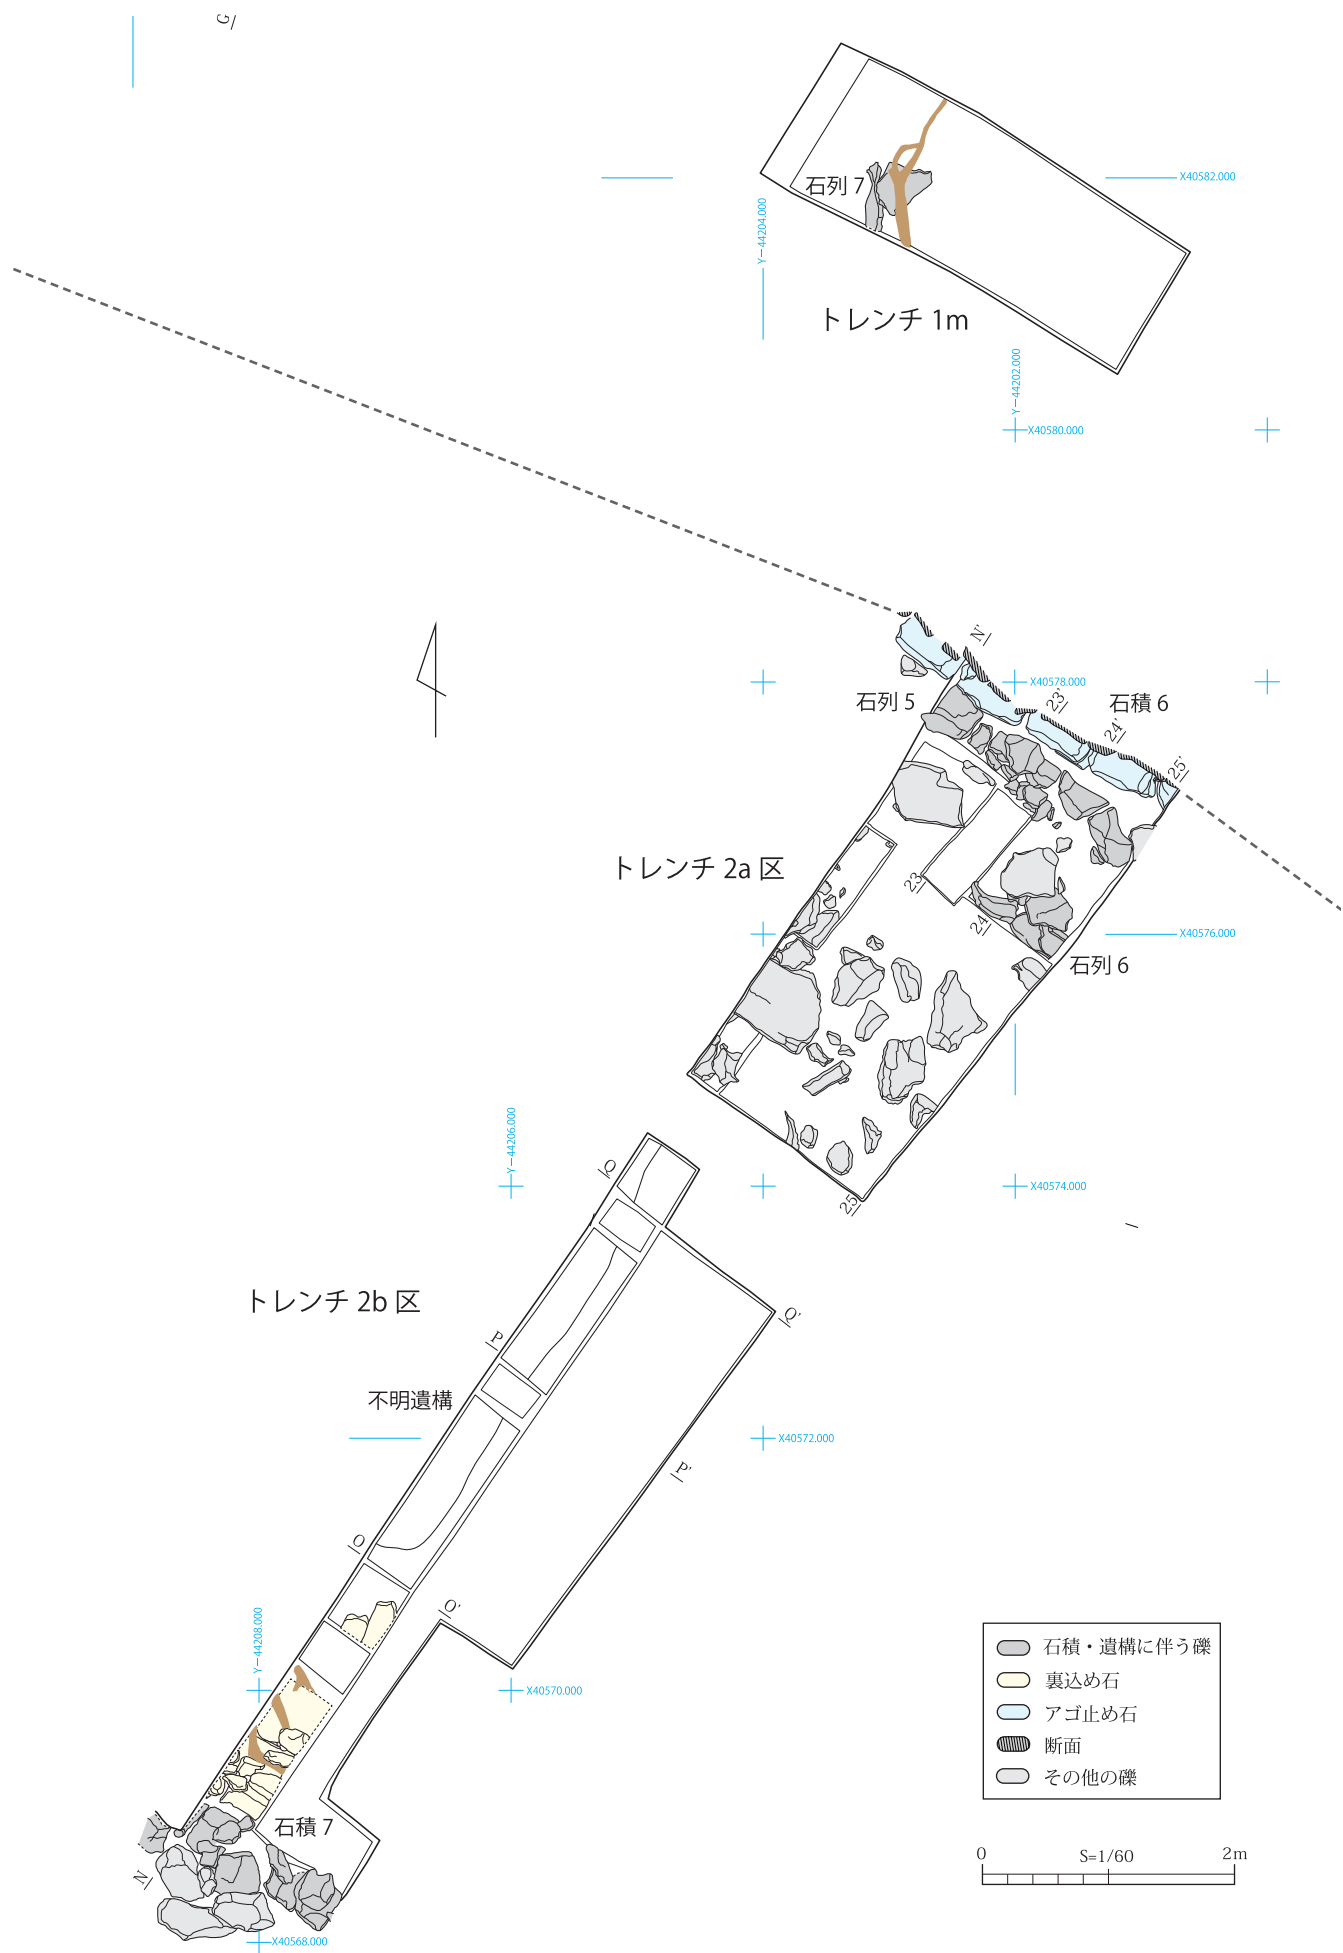 G
石列 7
X40582.000
Y−44204.000
トレンチ 1m
Y−44202.000
X40580.000
N'
X40578.000
石列 5
23'
石積 6
24'
25'
トレンチ 2a 区
23
24
X40576.000
石列 6
Y−44206.000
Q
X40574.000
25
I
トレンチ 2b 区
Q'
P
不明遺構
X40572.000
P'
O
O'
Y−44208.000
X40570.000
石積 7
N
X40568.000
石積・遺構に伴う礫
裏込め石
アゴ止め石
断面
その他の礫
0 S=1/60 2m